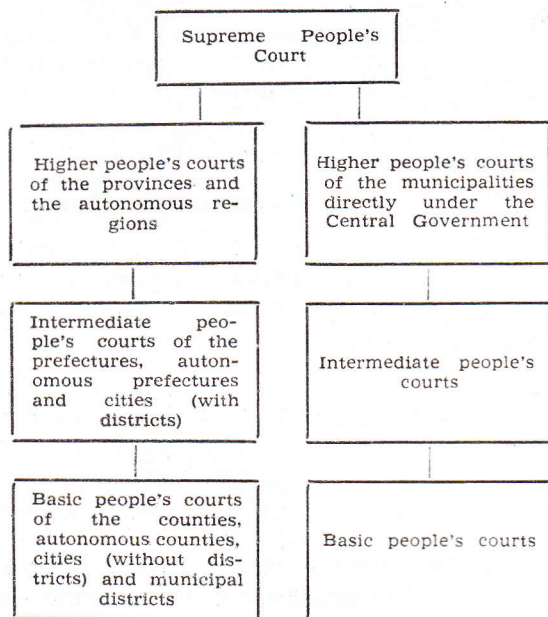 Supreme People's
Court
Higher people's courts
of the provinces and
the autonomous re-
gions
Higher people's courts
of the municipalities
directly under the
Central Government
Intermediate peo-
ple's courts of the
prefectures, auton-
omous prefectures
and cities (with
districts)
Intermediate people's
courts
Basic people's courts
of the counties,
autonomous counties,
cities (without dis-
tricts) and municipal
districts
Basic people's courts